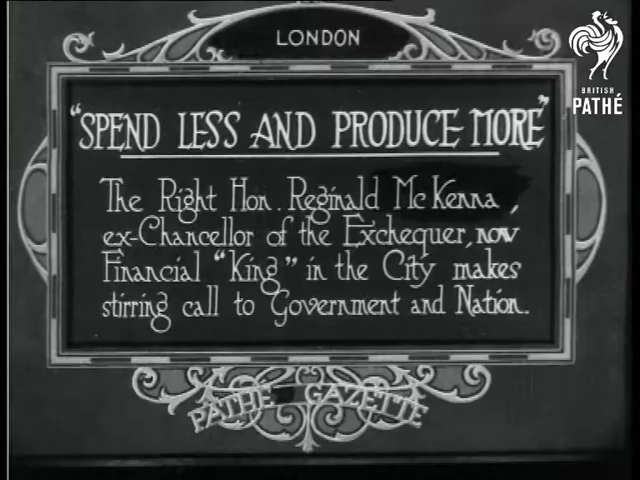 LONDON
BRITISH
PATHÉ
"SPEND LESS AND PRODUCE MORE"
The Right Hon. Reginald McKenna,
ex-Chancellor of the Exchequer, now
Financial "King" in the City makes
stirring call to Government and Nation.
PATHÉ GAZETTE